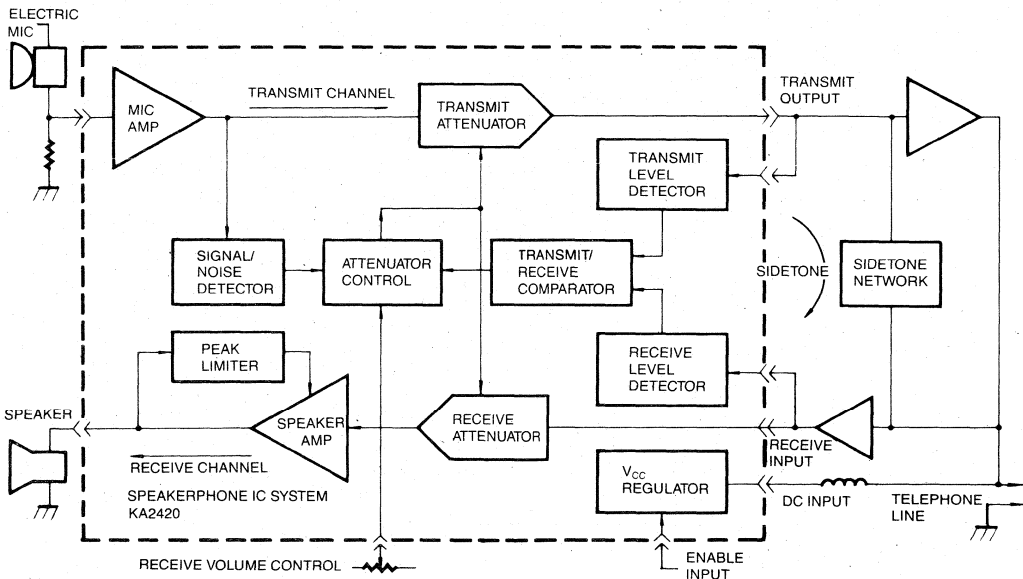 ELECTRIC
MIC
MIC
AMP
TRANSMIT CHANNEL
TRANSMIT
ATTENUATOR
TRANSMIT
OUTPUT
TRANSMIT
LEVEL
DETECTOR
SIGNAL/
NOISE
DETECTOR
ATTENUATOR
CONTROL
TRANSMIT/
RECEIVE
COMPARATOR
SIDETONE
SIDETONE
NETWORK
PEAK
LIMITER
RECEIVE
LEVEL
DETECTOR
SPEAKER
SPEAKER
AMP
RECEIVE
ATTENUATOR
RECEIVE
INPUT
RECEIVE CHANNEL
SPEAKERPHONE IC SYSTEM
KA2420
VCC
REGULATOR
DC INPUT
TELEPHONE
LINE
RECEIVE VOLUME CONTROL
ENABLE
INPUT